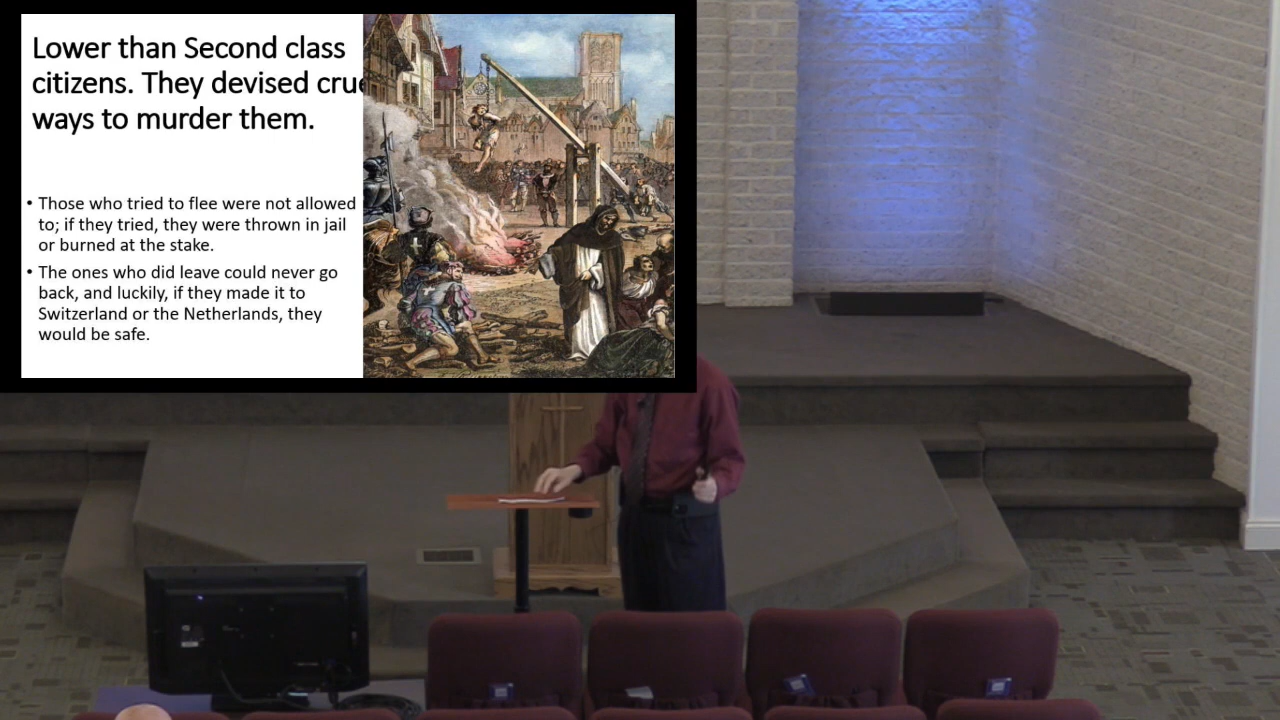 Lower than Second class
citizens. They devised crue
ways to murder them.
• Those who tried to flee were not allowed
to; if they tried, they were thrown in jail
or burned at the stake.
• The ones who did leave could never go
back, and luckily, if they made it to
Switzerland or the Netherlands, they
would be safe.